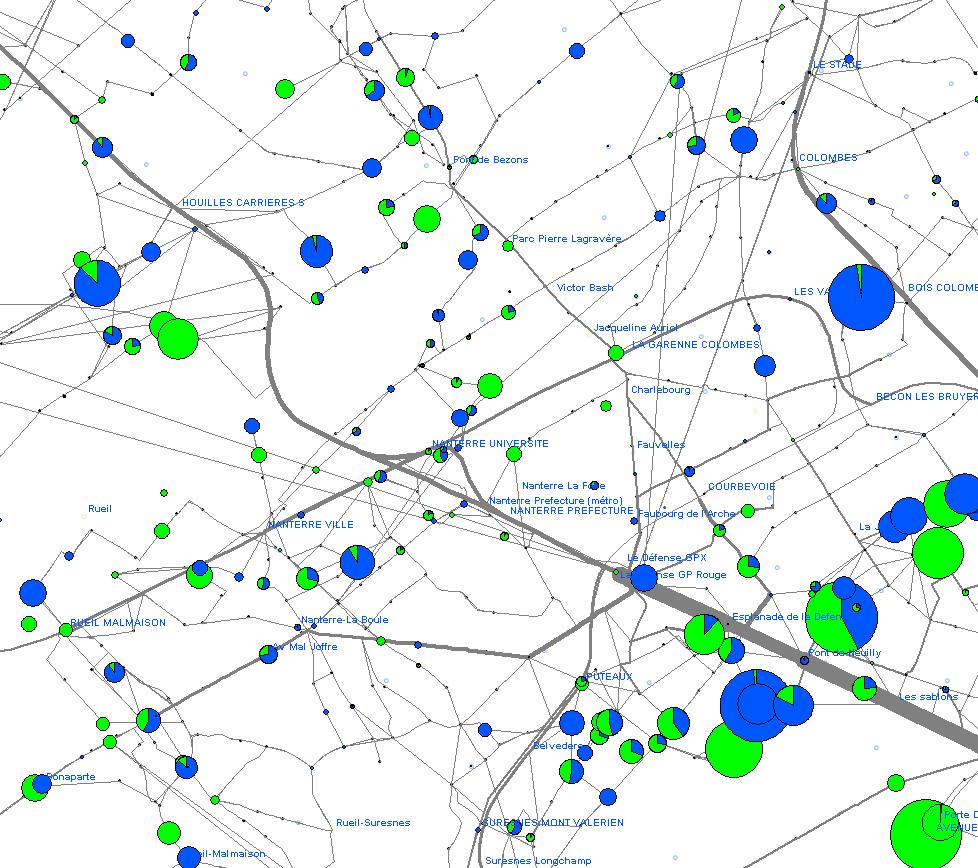 LE STADE
COLOMBES
Pont de Bezons
HOUILLES CARRIERES S
Parc Pierre Lagravère
Victor Bash
LES VA
BOIS COLOME
Jacqueline Auriol
LA GARENNE COLOMBES
Charlebourg
BECON LES BRUYER
NANTERRE UNIVERSITE
Fauvelles
Nanterre La Folie
COURBEVOIE
Nanterre Prefecture (métro)
Rueil
NANTERRE PREFECTURE
Faubourg de l'Arche
NANTERRE VILLE
La
La Défense GPX
La Défense GP Rouge
Nanterre-La Boule
Esplanade de la Defen
RUEIL MALMAISON
Av Mal Joffre
Pont de Neuilly
PUTEAUX
Les sablons
Belvedere
Bonaparte
Porte D
Rueil-Suresnes
SURESNES MONT VALERIEN
AVENUE
eil-Malmaison
Suresnes Longchamp